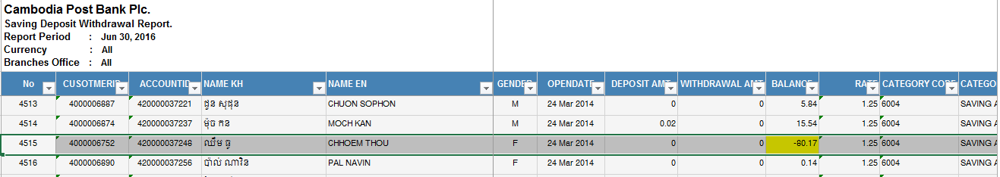 Cambodia Post Bank Plc.
Saving Deposit Withdrawal Report.
Report Period : Jun 30, 2016
Currency : All
Branches Office : All
No CUSOTMERID ACCOUNTID NAME KH NAME EN GENDER OPENDATE DEPOSIT AMT WITHDRAWAL AMT BALANCE RATE CATEGORY CODE CATEGO
4513 4000006887 420000037221 ជួន សុផុន CHUON SOPHON M 24 Mar 2014 0 0 5.84 1.25 6004 SAVING A
4514 4000006874 420000037237 ម៉ុច កន MOCH KAN M 24 Mar 2014 0.02 0 15.54 1.25 6004 SAVING A
4515 4000006752 420000037248 ឈឹម ធូ CHHOEM THOU F 24 Mar 2014 0 0 -80.17 1.25 6004 SAVING A
4516 4000006890 420000037256 ប៉ាល់ ណាវិន PAL NAVIN F 24 Mar 2014 0 0 0.14 1.25 6004 SAVING A